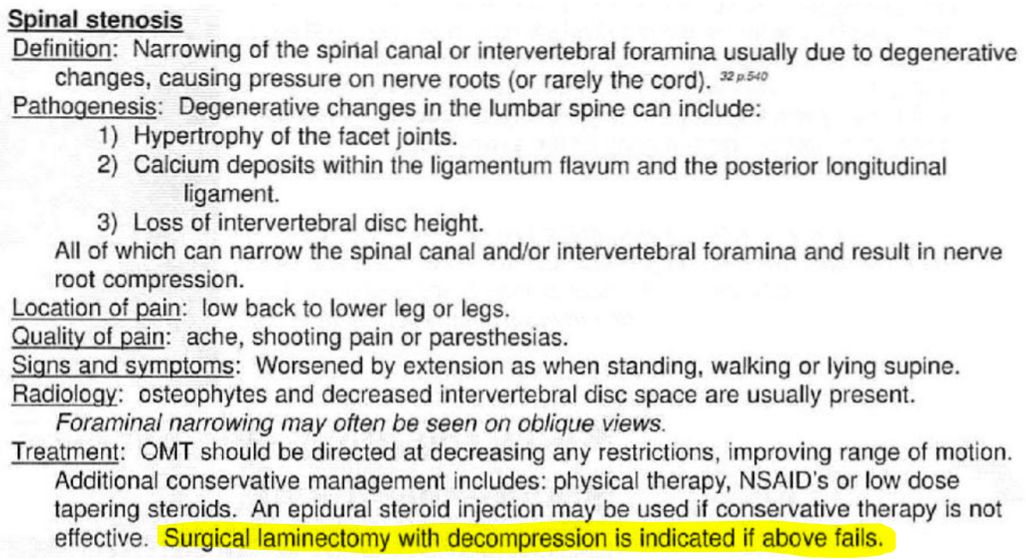 Spinal stenosis
Definition: Narrowing of the spinal canal or intervertebral foramina usually due to degenerative
changes, causing pressure on nerve roots (or rarely the cord). 32 p.540
Pathogenesis: Degenerative changes in the lumbar spine can include:
1) Hypertrophy of the facet joints.
2) Calcium deposits within the ligamentum flavum and the posterior longitudinal
ligament.
3) Loss of intervertebral disc height.
All of which can narrow the spinal canal and/or intervertebral foramina and result in nerve
root compression.
Location of pain: low back to lower leg or legs.
Quality of pain: ache, shooting pain or paresthesias.
Signs and symptoms: Worsened by extension as when standing, walking or lying supine.
Radiology: osteophytes and decreased intervertebral disc space are usually present.
Foraminal narrowing may often be seen on oblique views.
Treatment: OMT should be directed at decreasing any restrictions, improving range of motion.
Additional conservative management includes: physical therapy, NSAID's or low dose
tapering steroids. An epidural steroid injection may be used if conservative therapy is not
effective. Surgical laminectomy with decompression is indicated if above fails.